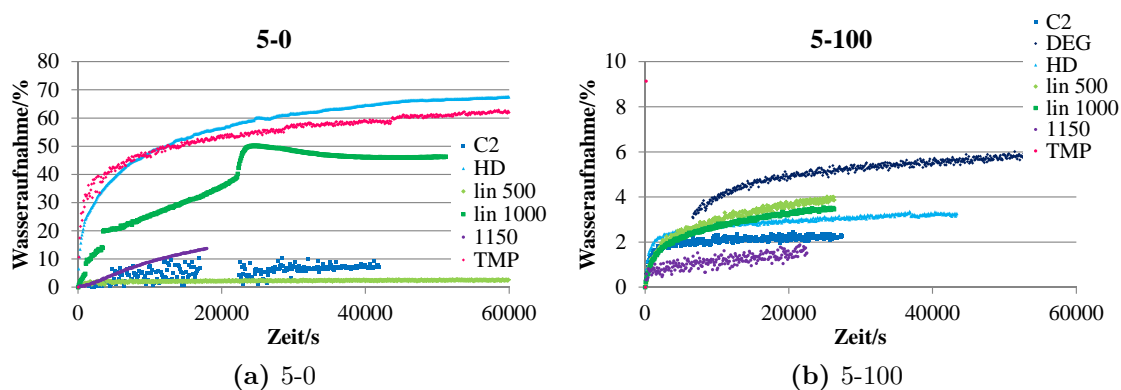 5-0
Wasseraufnahme/%
80
70
60
50
40
30
20
10
0
0
20000
40000
60000
Zeit/s
C2
HD
lin 500
lin 1000
1150
TMP
(a) 5-0
5-100
Wasseraufnahme/%
10
8
6
4
2
0
0
20000
40000
60000
Zeit/s
C2
DEG
HD
lin 500
lin 1000
1150
TMP
(b) 5-100